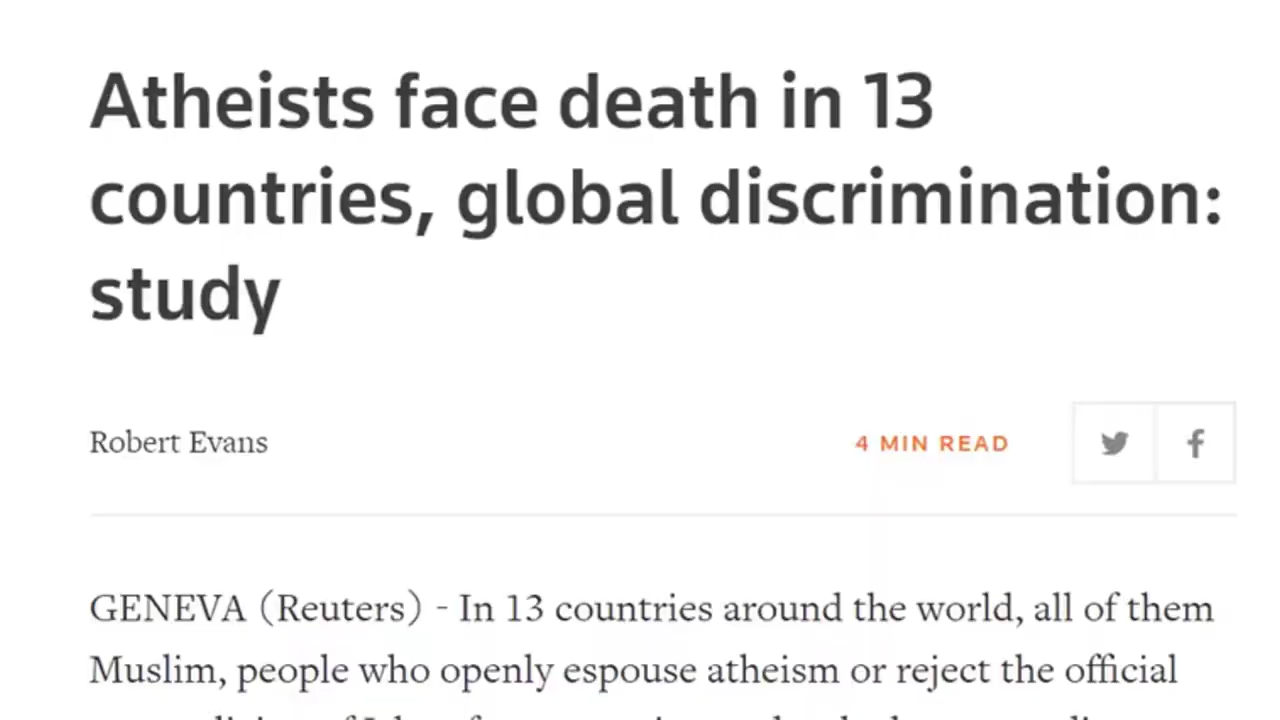 Atheists face death in 13
countries, global discrimination:
study
Robert Evans
4 MIN READ
GENEVA (Reuters) - In 13 countries around the world, all of them
Muslim, people who openly espouse atheism or reject the official